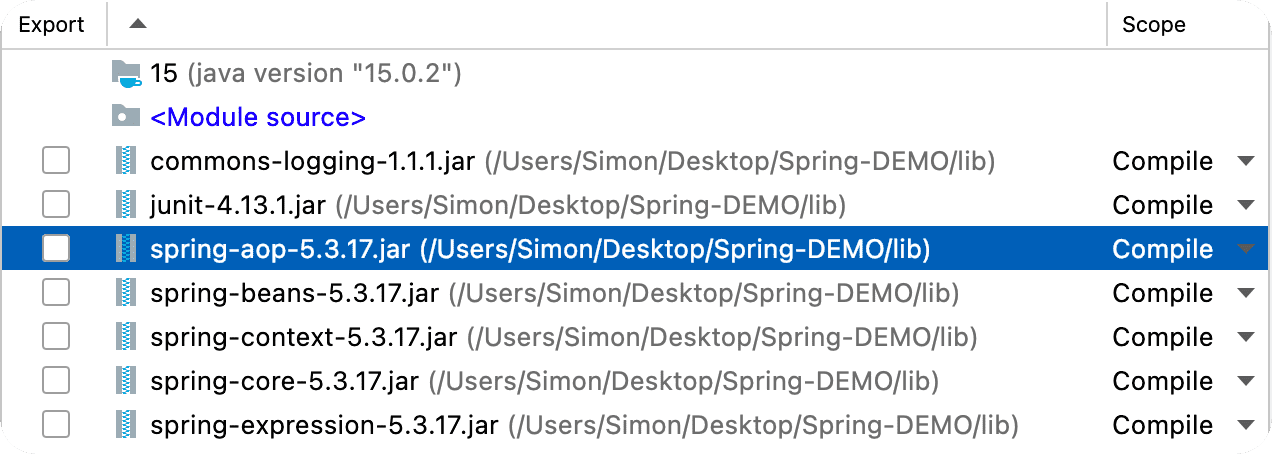 Export Scope
15 (java version "15.0.2")
<Module source>
commons-logging-1.1.1.jar (/Users/Simon/Desktop/Spring-DEMO/lib) Compile
junit-4.13.1.jar (/Users/Simon/Desktop/Spring-DEMO/lib) Compile
spring-aop-5.3.17.jar (/Users/Simon/Desktop/Spring-DEMO/lib) Compile
spring-beans-5.3.17.jar (/Users/Simon/Desktop/Spring-DEMO/lib) Compile
spring-context-5.3.17.jar (/Users/Simon/Desktop/Spring-DEMO/lib) Compile
spring-core-5.3.17.jar (/Users/Simon/Desktop/Spring-DEMO/lib) Compile
spring-expression-5.3.17.jar (/Users/Simon/Desktop/Spring-DEMO/lib) Compile